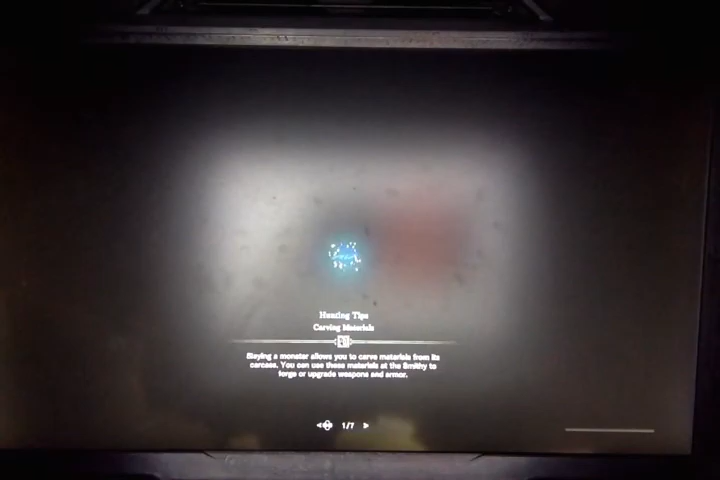 Hunting Tips
Carving Materials
Slaying a monster allows you to carve materials from its
carcass. You can use these materials at the Smithy to
forge or upgrade weapons and armor.
1/7